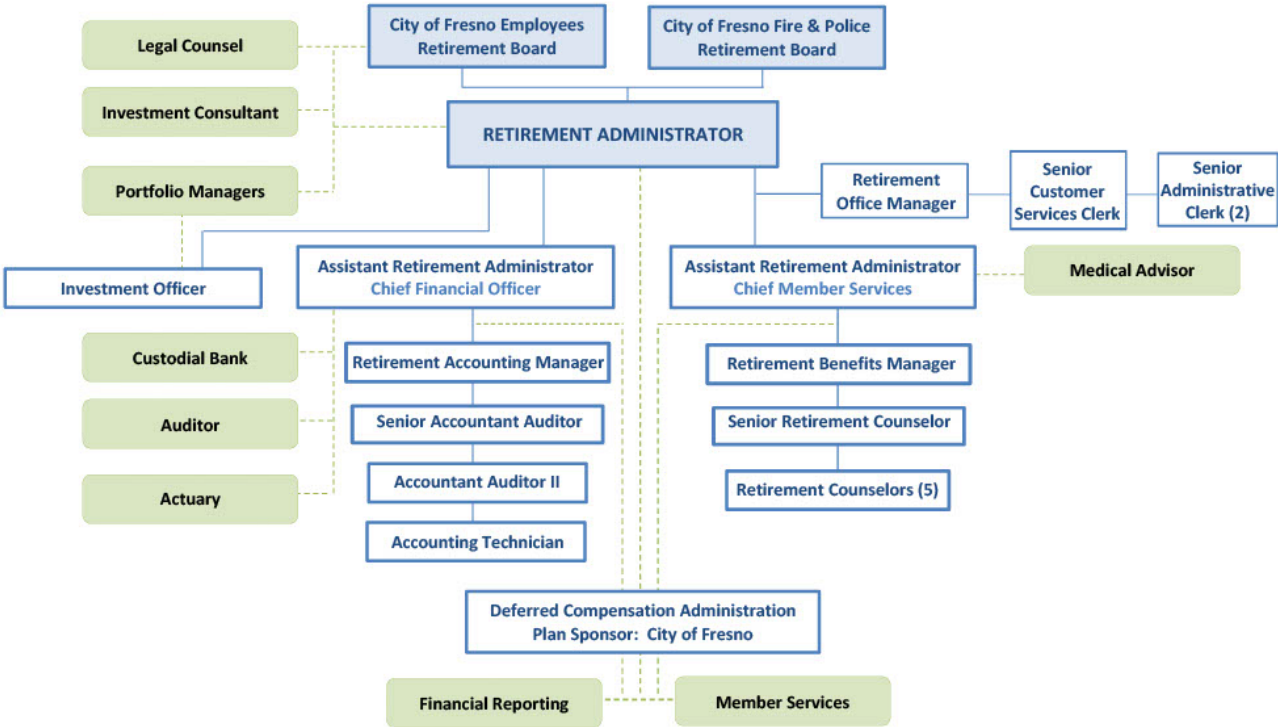 City of Fresno Employees
Retirement Board
City of Fresno Fire & Police
Retirement Board
Legal Counsel
Investment Consultant
Portfolio Managers
RETIREMENT ADMINISTRATOR
Retirement
Office Manager
Senior
Customer
Services Clerk
Senior
Administrative
Clerk (2)
Investment Officer
Assistant Retirement Administrator
Chief Financial Officer
Assistant Retirement Administrator
Chief Member Services
Medical Advisor
Custodial Bank
Auditor
Actuary
Retirement Accounting Manager
Senior Accountant Auditor
Accountant Auditor II
Accounting Technician
Retirement Benefits Manager
Senior Retirement Counselor
Retirement Counselors (5)
Deferred Compensation Administration
Plan Sponsor: City of Fresno
Financial Reporting
Member Services